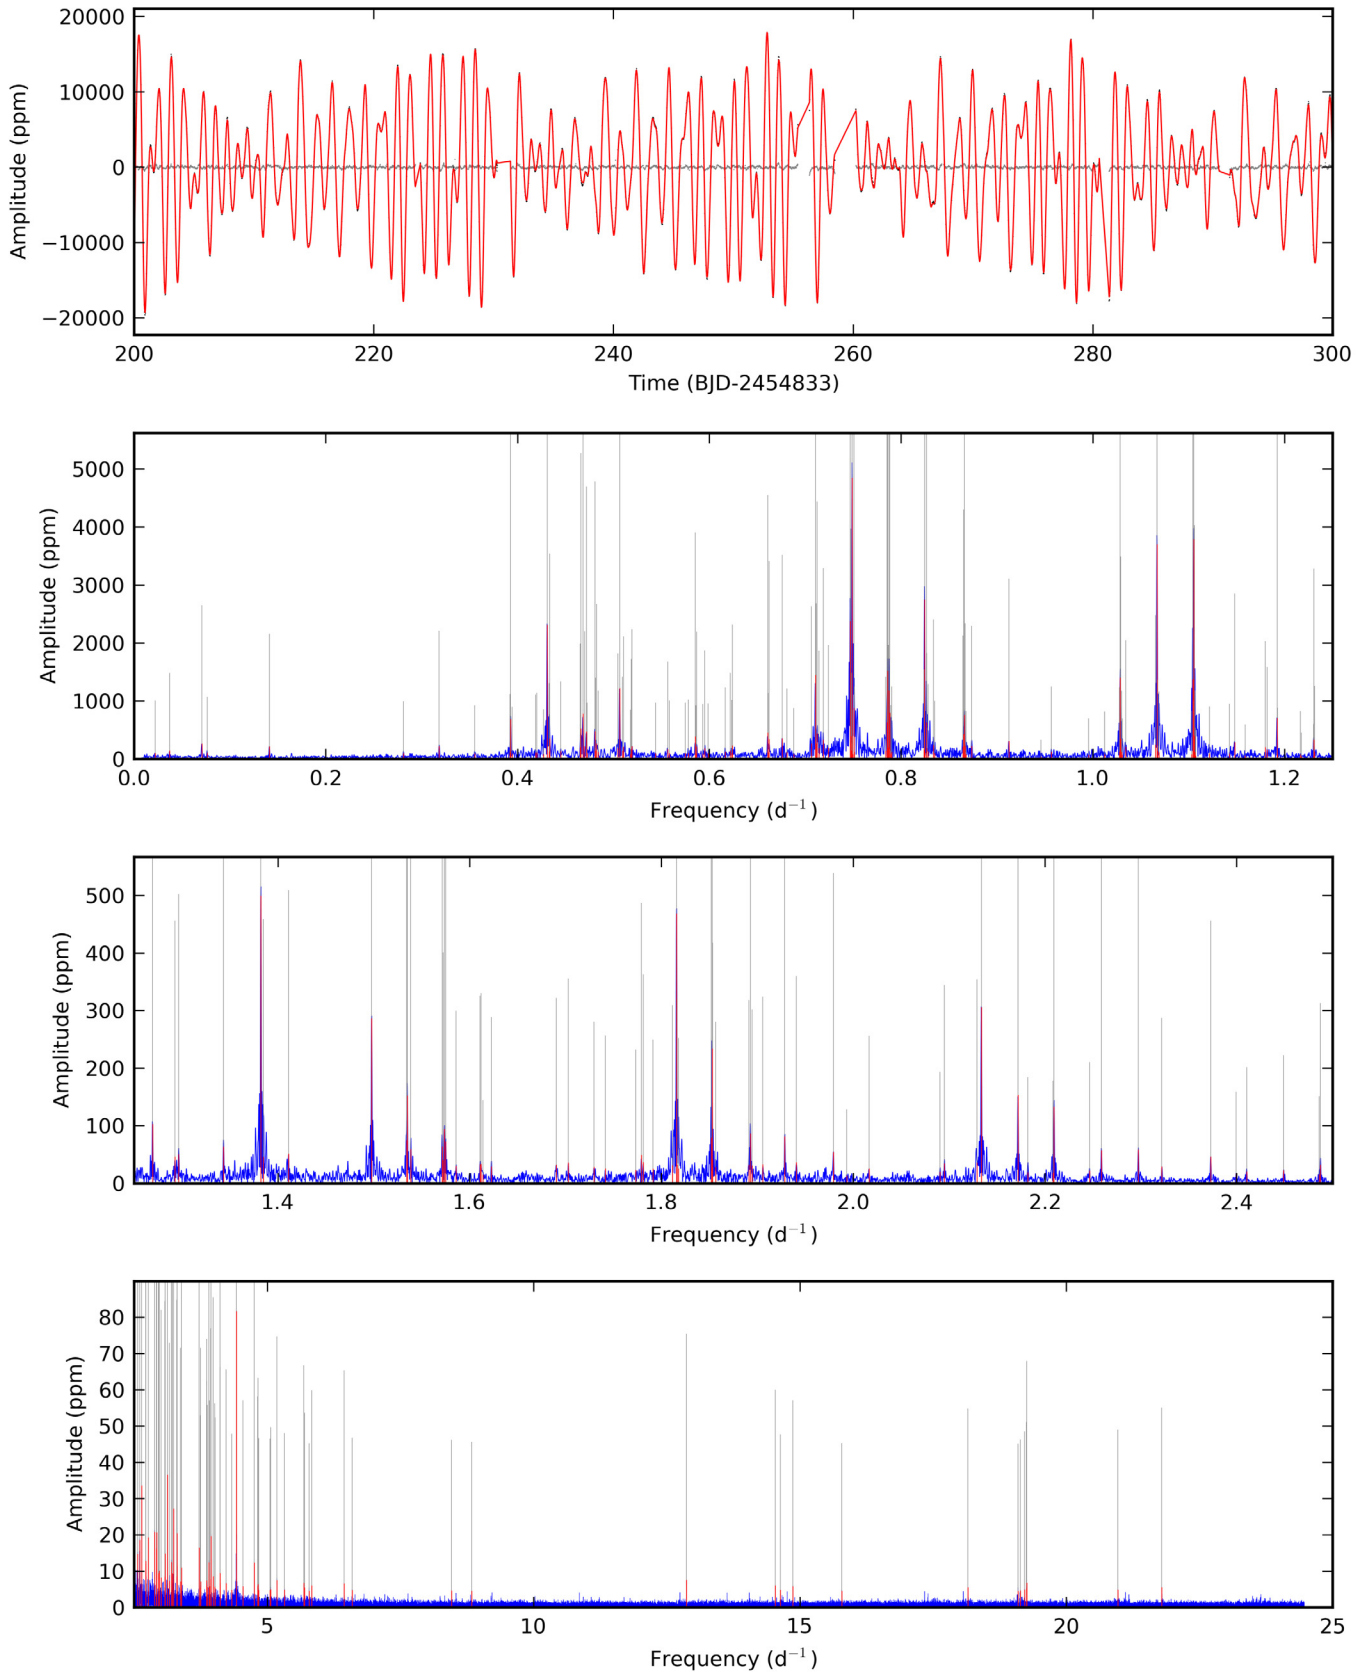 20000
10000
0
−10000
−20000
Amplitude (ppm)
200 220 240 260 280 300
Time (BJD-2454833)
5000
4000
3000
2000
1000
0
Amplitude (ppm)
0.0 0.2 0.4 0.6 0.8 1.0 1.2
Frequency (d⁻¹)
500
400
300
200
100
0
Amplitude (ppm)
1.4 1.6 1.8 2.0 2.2 2.4
Frequency (d⁻¹)
80
70
60
50
40
30
20
10
0
Amplitude (ppm)
5 10 15 20 25
Frequency (d⁻¹)